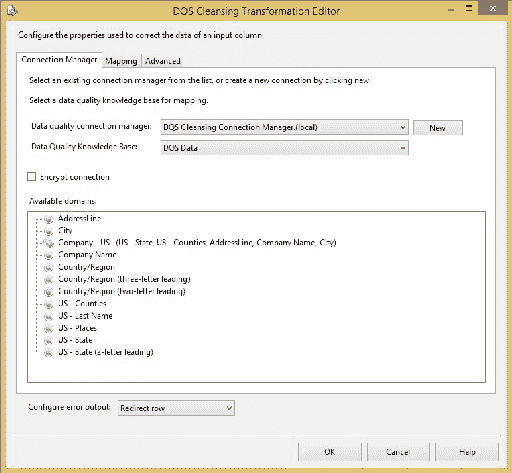 DQS Cleansing Transformation Editor
Configure the properties used to correct the data of an input column.
Connection Manager Mapping Advanced
Select an existing connection manager from the list, or create a new connection by clicking new.
Select a data quality knowledge base for mapping.
Data quality connection manager: DQS Cleansing Connection Manager.(local) New
Data Quality Knowledge Base: DQS Data
Encrypt connection
Available domains:
AddressLine
City
Company - US (US - State, US - Counties, AddressLine, Company Name, City)
Company Name
Country/Region
Country/Region (three-letter leading)
Country/Region (two-letter leading)
US - Counties
US - Last Name
US - Places
US - State
US - State (2-letter leading)
Configure error output: Redirect row
OK Cancel Help